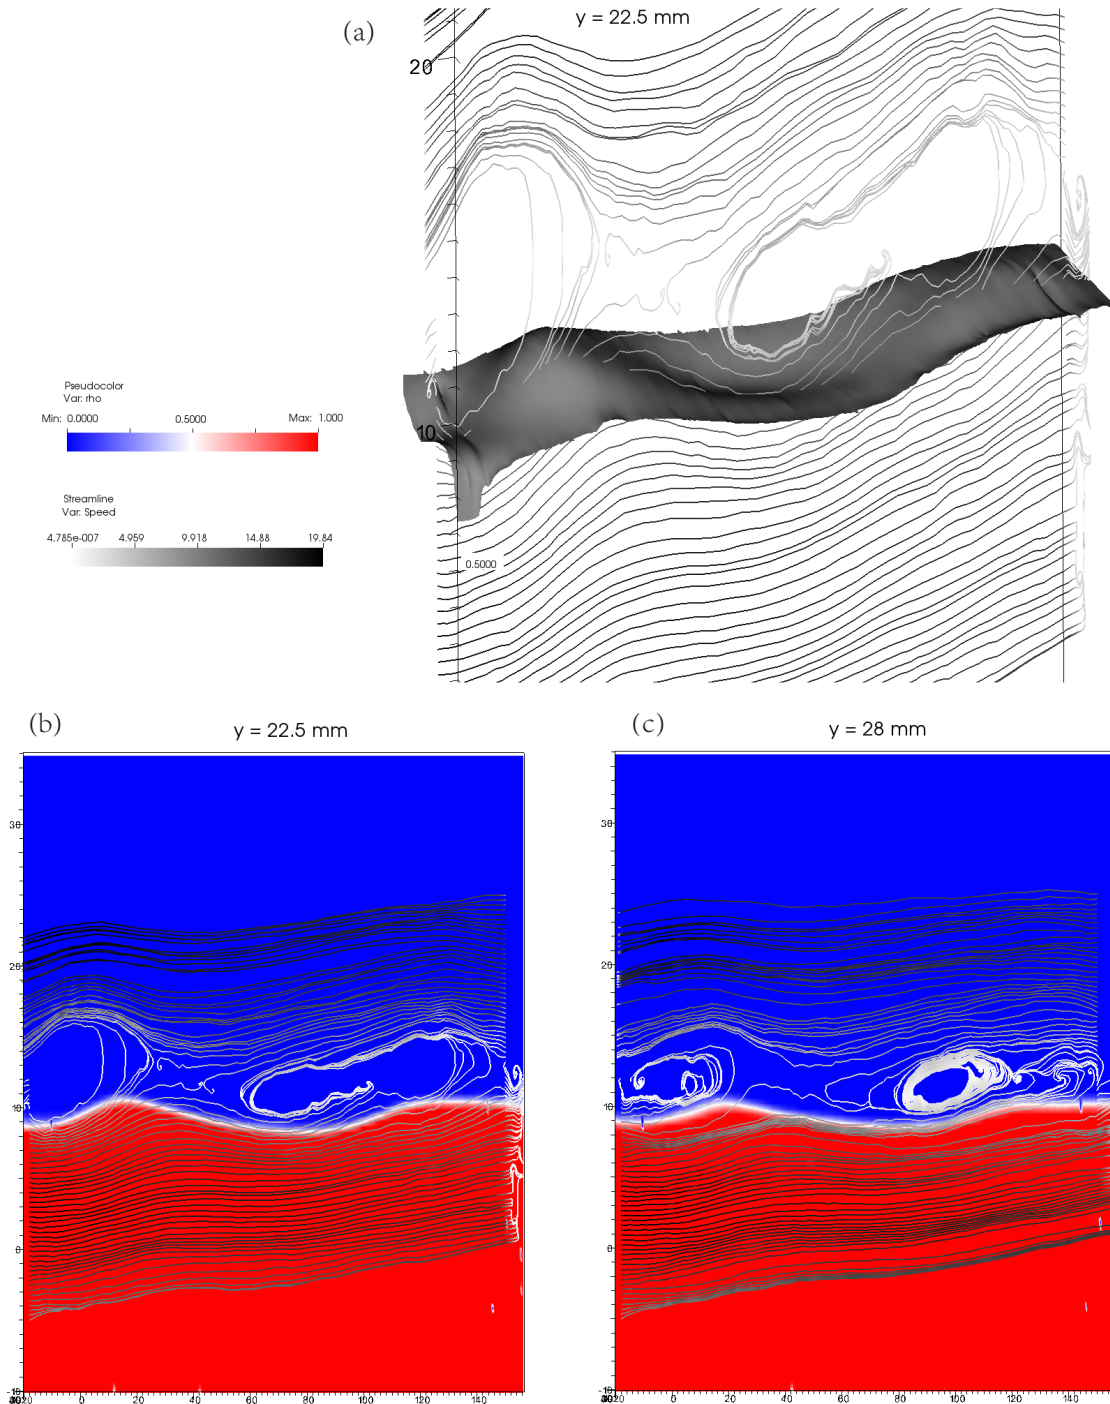 (a)
y = 22.5 mm
20
Pseudocolor
Var: rho
Min: 0.0000 0.5000 Max: 1.000
10
Streamline
Var: Speed
4.785e-007 4.959 9.918 14.88 19.84
0.5000
(b)
y = 22.5 mm
(c)
y = 28 mm
30
20
10
0
0 20 40 60 80 100 120 140
30
20
10
0
0 20 40 60 80 100 120 140